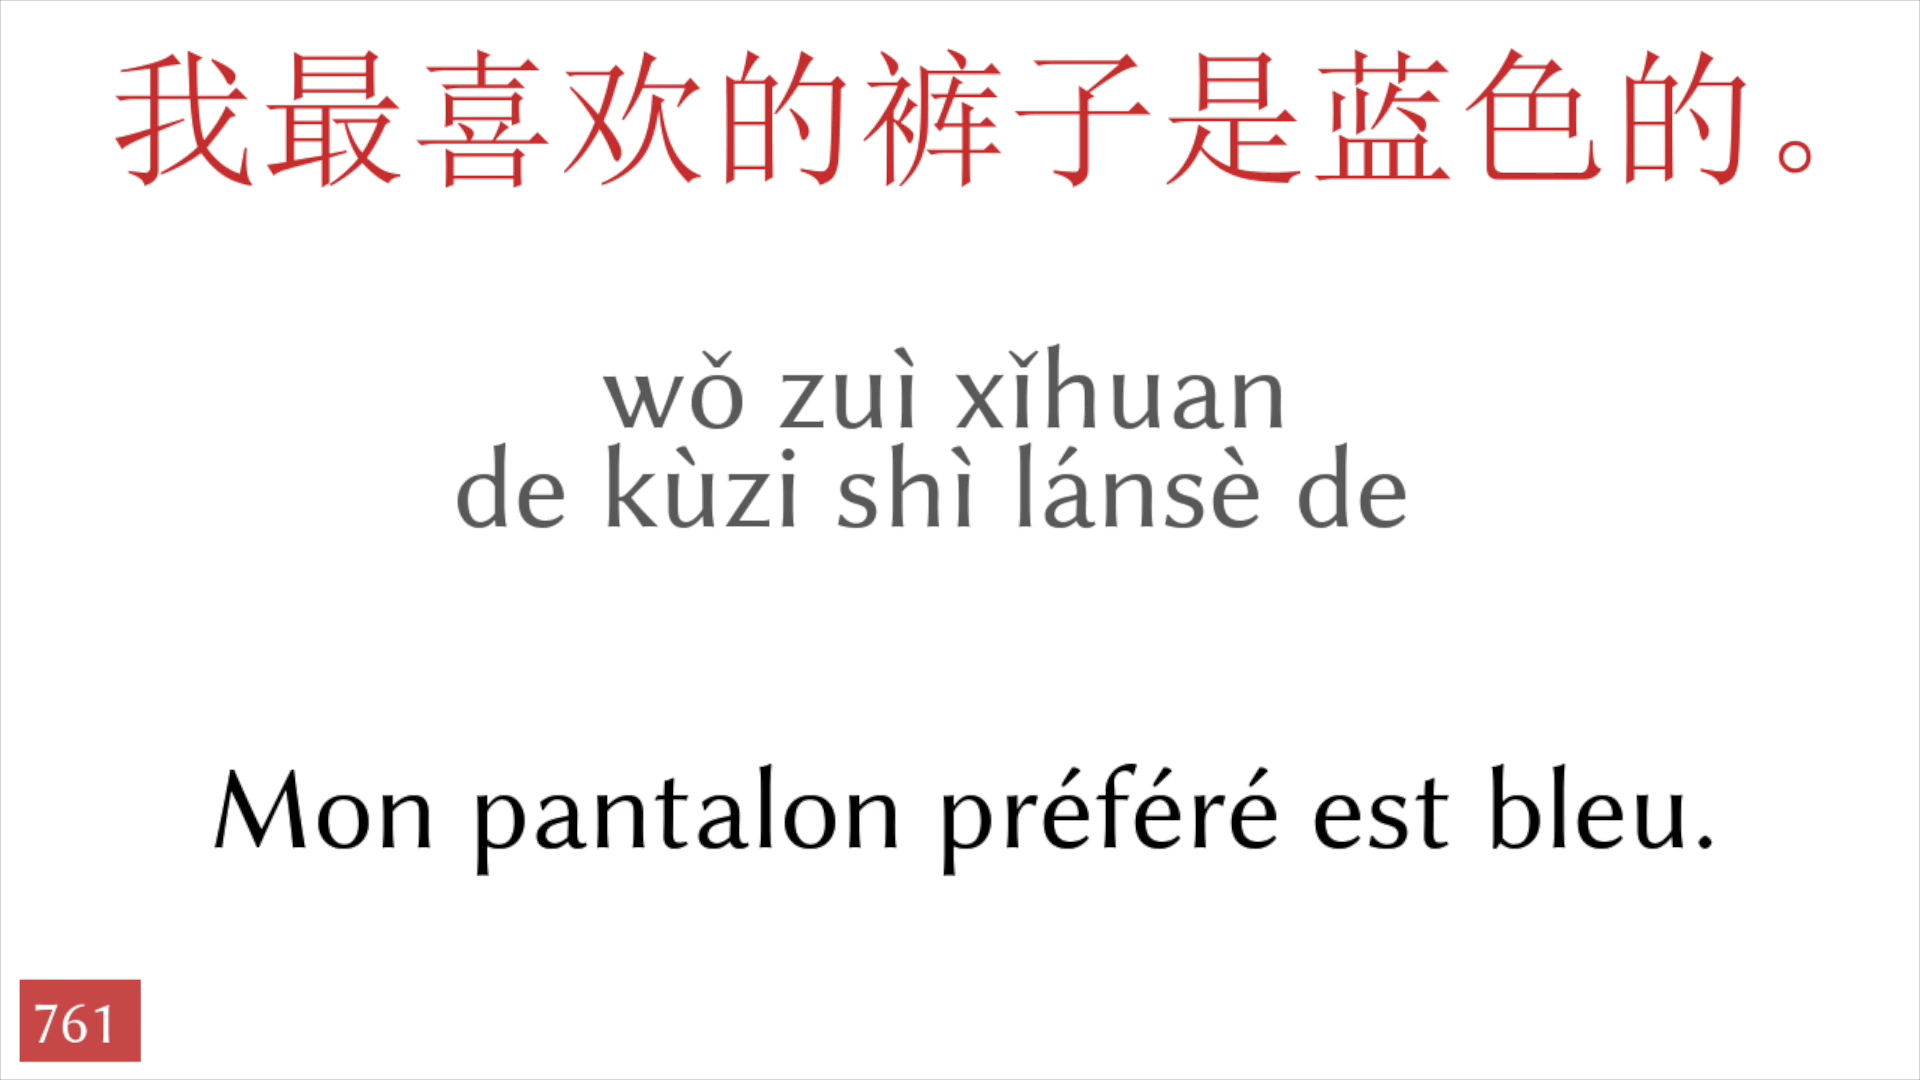 我最喜欢的裤子是蓝色的。
wǒ zuì xǐhuan
de kùzi shì lánsè de
Mon pantalon préféré est bleu.
761